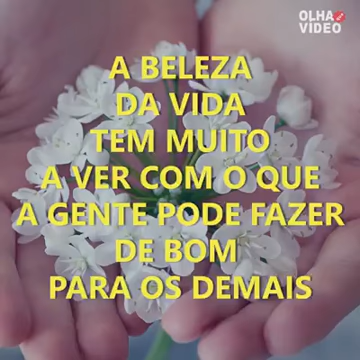 OLHA
VIDEO
A BELEZA
DA VIDA
TEM MUITO
A VER COM O QUE
A GENTE PODE FAZER
DE BOM
PARA OS DEMAIS